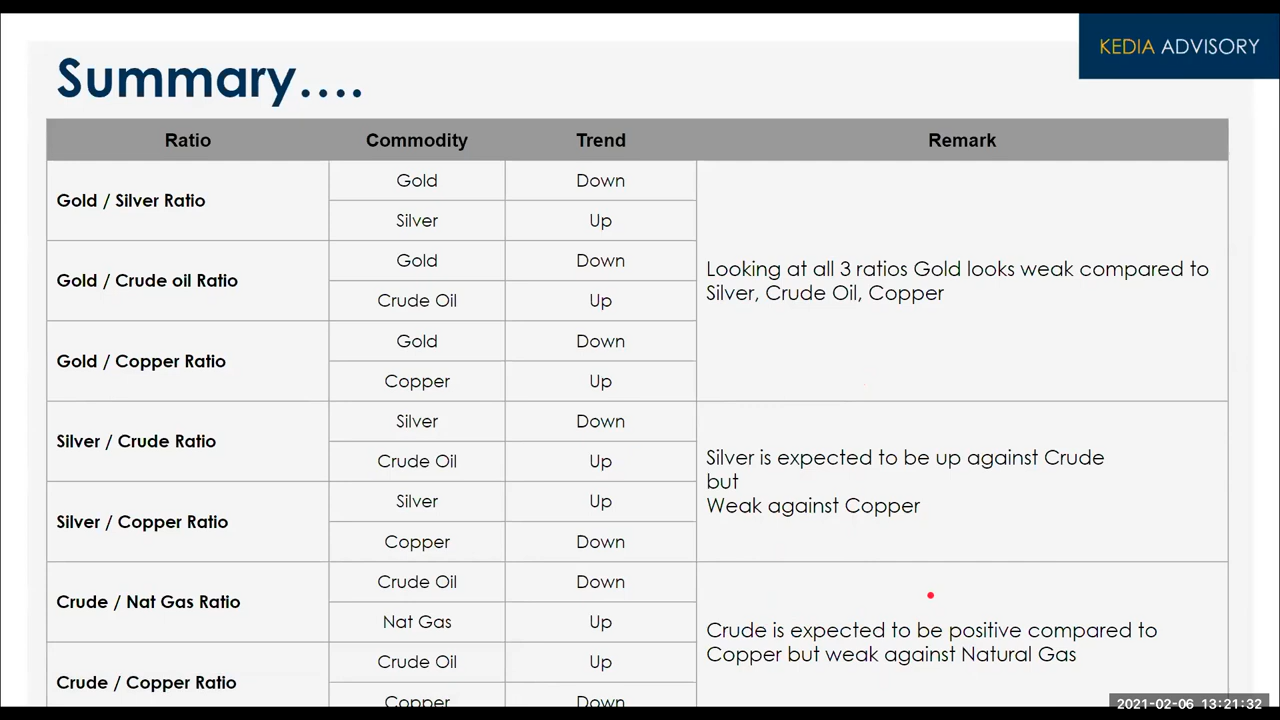 KEDIA ADVISORY
Summary....
Ratio Commodity Trend Remark
Gold / Silver Ratio
Gold Down
Silver Up
Gold / Crude oil Ratio
Gold Down
Crude Oil Up
Gold / Copper Ratio
Gold Down
Copper Up
Looking at all 3 ratios Gold looks weak compared to
Silver, Crude Oil, Copper
Silver / Crude Ratio
Silver Down
Crude Oil Up
Silver / Copper Ratio
Silver Up
Copper Down
Silver is expected to be up against Crude
but
Weak against Copper
Crude / Nat Gas Ratio
Crude Oil Down
Nat Gas Up
Crude / Copper Ratio
Crude Oil Up
Copper Down
Crude is expected to be positive compared to
Copper but weak against Natural Gas
2021-02-06 13:21:32